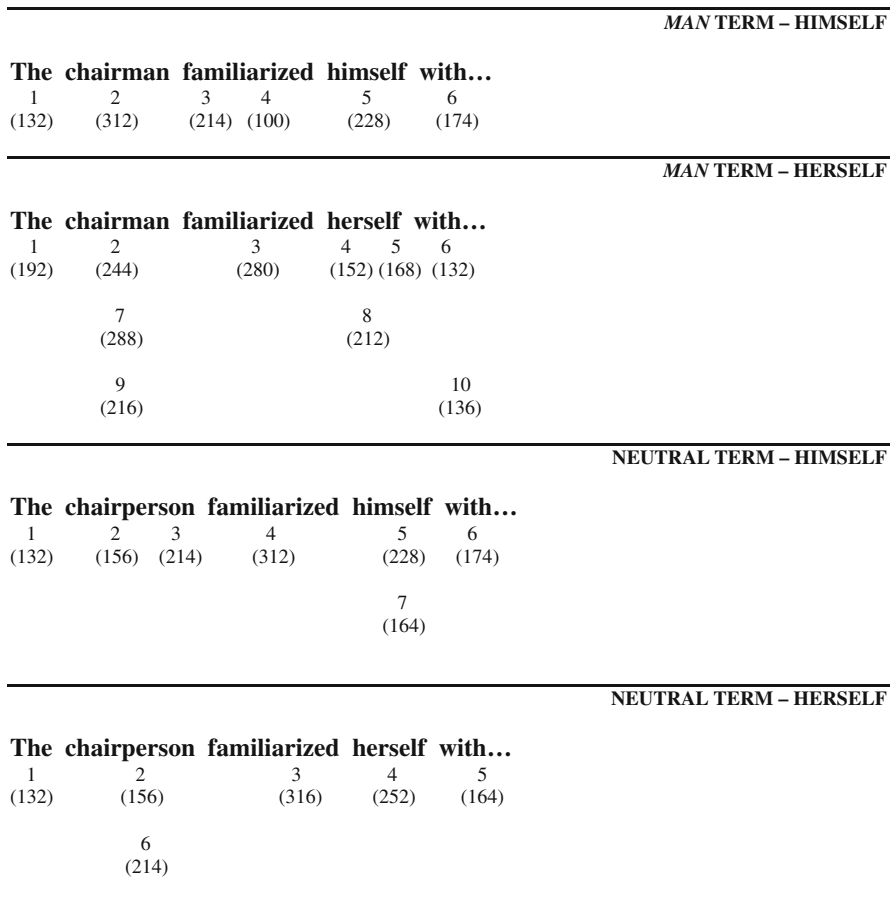 MAN TERM – HIMSELF
The chairman familiarized himself with…
1 2 3 4 5 6
(132) (312) (214) (100) (228) (174)
MAN TERM – HERSELF
The chairman familiarized herself with…
1 2 3 4 5 6
(192) (244) (280) (152) (168) (132)
7 8
(288) (212)
9 10
(216) (136)
NEUTRAL TERM – HIMSELF
The chairperson familiarized himself with…
1 2 3 4 5 6
(132) (156) (214) (312) (228) (174)
7
(164)
NEUTRAL TERM – HERSELF
The chairperson familiarized herself with…
1 2 3 4 5
(132) (156) (316) (252) (164)
6
(214)